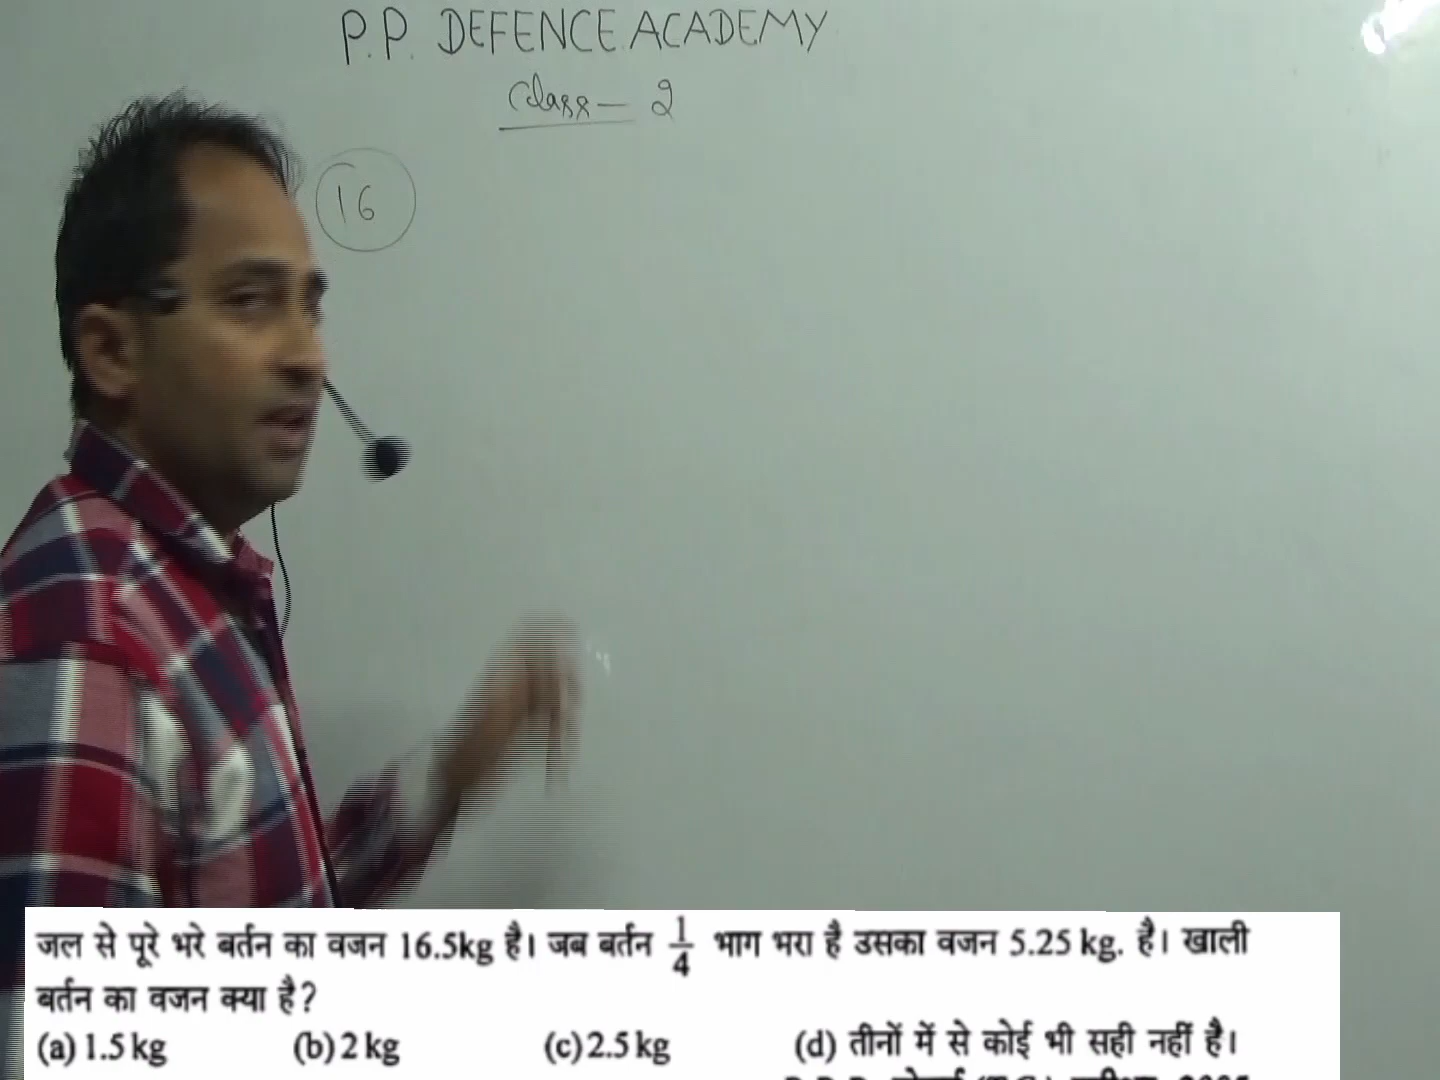 P.P. DEFENCE ACADEMY
Class - 2
16
जल से पूरे भरे बर्तन का वजन 16.5kg है। जब बर्तन 1/4 भाग भरा है उसका वजन 5.25 kg. है। खाली
बर्तन का वजन क्या है?
(a) 1.5 kg (b) 2 kg (c) 2.5 kg (d) तीनों में से कोई भी सही नहीं है।